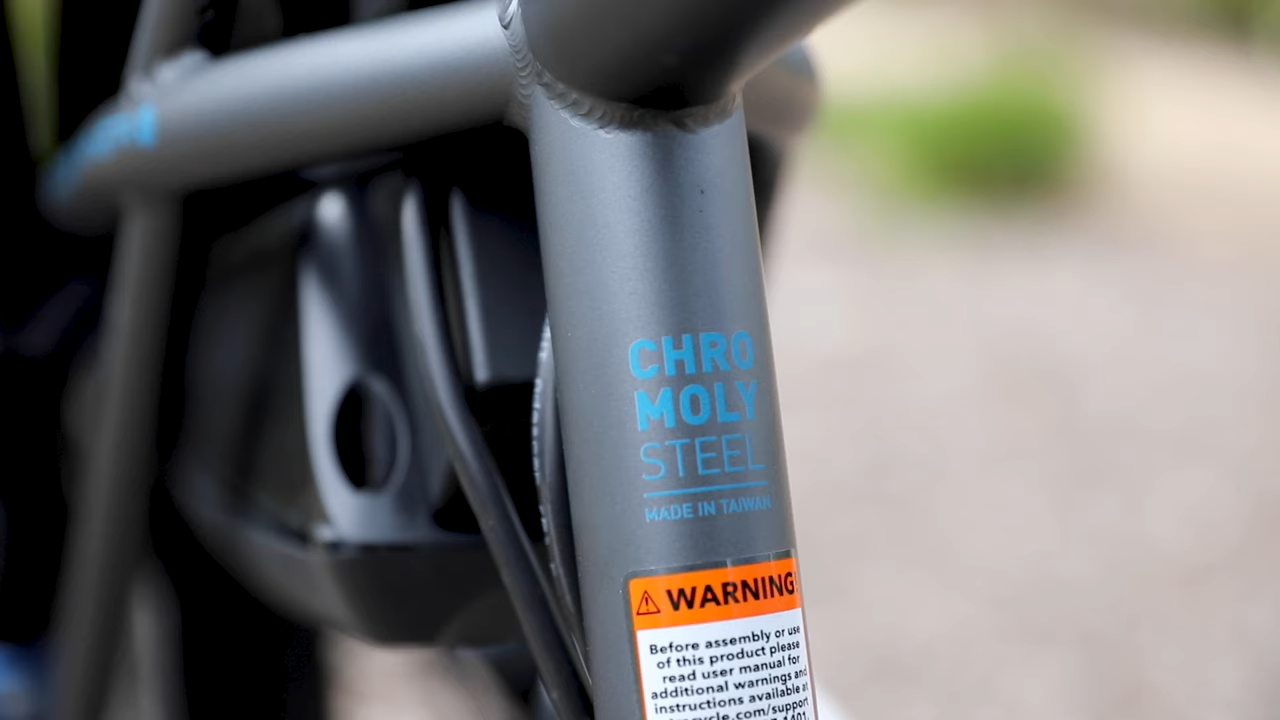 CHRO
MOLY
STEEL
MADE IN TAIWAN
WARNING!
Before assembly or use
of this product please
read user manual for
additional warnings and
instructions available at